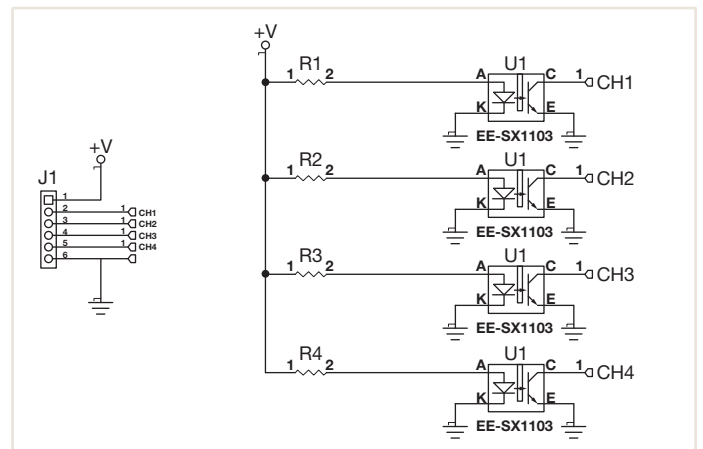 +V
R1
1 2
A U1 C 1 CH1
K E
EE-SX1103
R2
1 2
A U1 C 1 CH2
K E
EE-SX1103
R3
1 2
A U1 C 1 CH3
K E
EE-SX1103
R4
1 2
A U1 C 1 CH4
K E
EE-SX1103
+V
J1
1
2 1 CH1
3 1 CH2
4 1 CH3
5 1 CH4
6